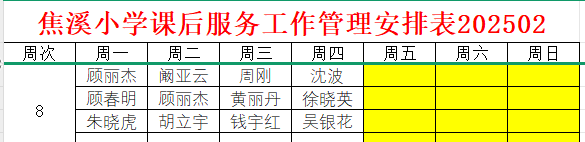 焦溪小学课后服务工作管理安排表202502
周次 周一 周二 周三 周四 周五 周六 周日
顾丽杰 阚亚云 周刚 沈波
8 顾春明 顾丽杰 黄丽丹 徐晓英
朱晓虎 胡立宇 钱宇红 吴银花